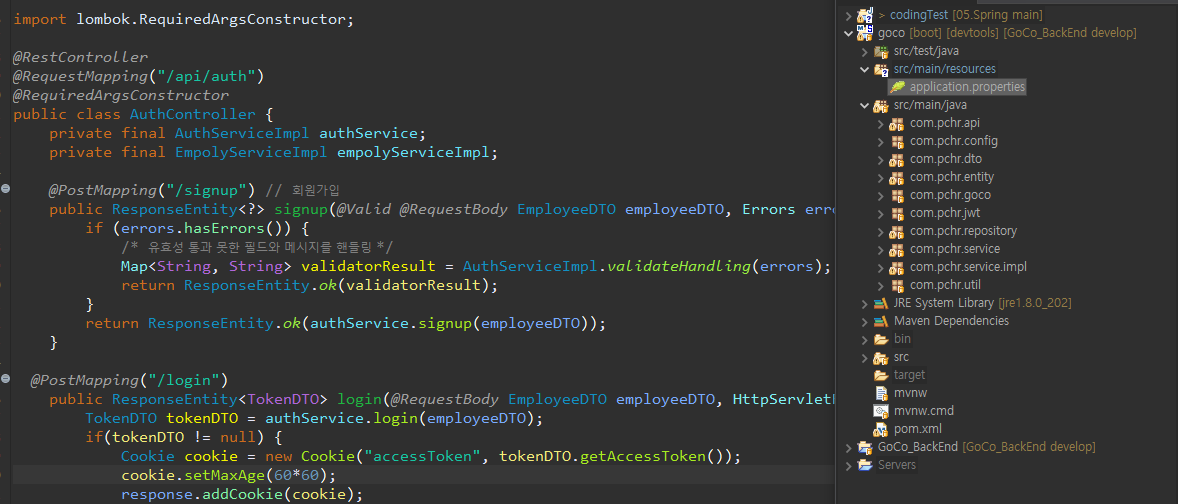 import lombok.RequiredArgsConstructor;
@RestController
@RequestMapping("/api/auth")
@RequiredArgsConstructor
public class AuthController {
private final AuthServiceImpl authService;
private final EmpolyServiceImpl empolyServiceImpl;
@PostMapping("/signup") // 회원가입
public ResponseEntity<?> signup(@Valid @RequestBody EmployeeDTO employeeDTO, Errors erro
if (errors.hasErrors()) {
/* 유효성 통과 못한 필드와 메시지를 핸들링 */
Map<String, String> validatorResult = AuthServiceImpl.validateHandling(errors);
return ResponseEntity.ok(validatorResult);
}
return ResponseEntity.ok(authService.signup(employeeDTO));
}
@PostMapping("/login")
public ResponseEntity<TokenDTO> login(@RequestBody EmployeeDTO employeeDTO, HttpServletR
TokenDTO tokenDTO = authService.login(employeeDTO);
if(tokenDTO != null) {
Cookie cookie = new Cookie("accessToken", tokenDTO.getAccessToken());
cookie.setMaxAge(60*60);
response.addCookie(cookie);
> codingTest [05.Spring main]
goco [boot] [devtools] [GoCo_BackEnd develop]
src/test/java
src/main/resources
application.properties
src/main/java
com.pchr.api
com.pchr.config
com.pchr.dto
com.pchr.entity
com.pchr.goco
com.pchr.jwt
com.pchr.repository
com.pchr.service
com.pchr.service.impl
com.pchr.util
JRE System Library [jre1.8.0_202]
Maven Dependencies
bin
src
target
mvnw
mvnw.cmd
pom.xml
GoCo_BackEnd [GoCo_BackEnd develop]
Servers